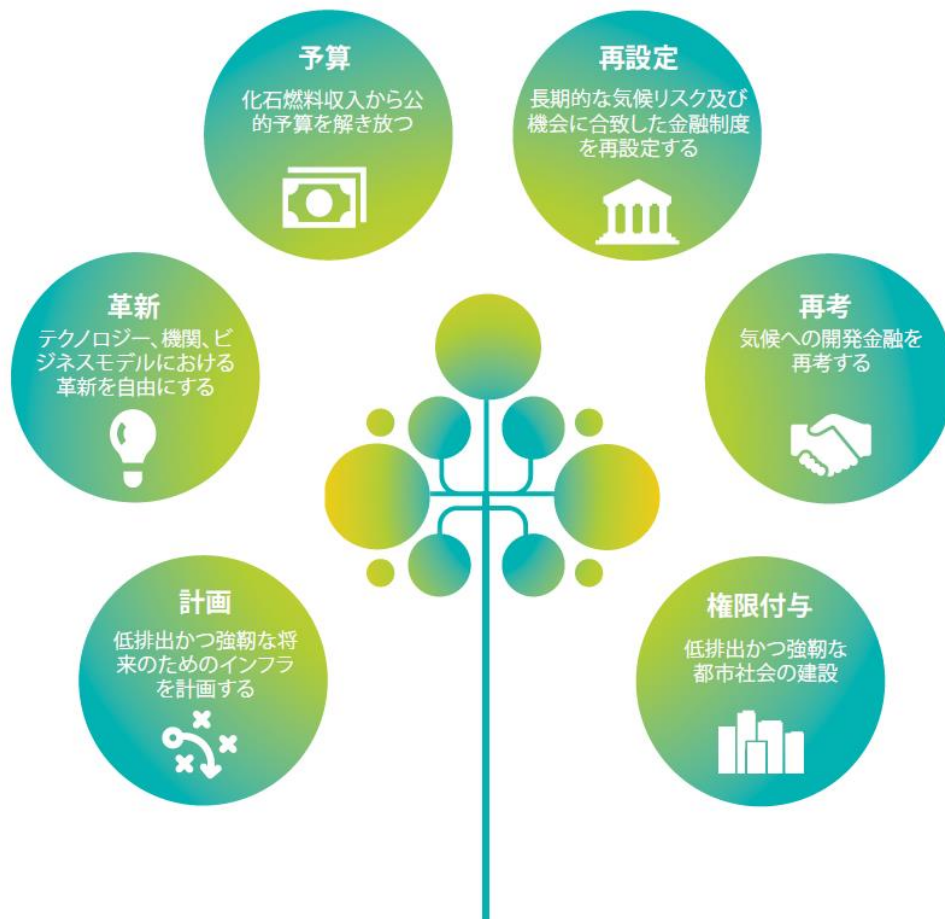 予算
化石燃料収入から公
的予算を解き放つ
再設定
長期的な気候リスク及び
機会に合致した金融制度
を再設定する
革新
テクノロジー、機関、ビ
ジネスモデルにおける
革新を自由にする
再考
気候への開発金融を
再考する
計画
低排出かつ強靭な将
来のためのインフラ
を計画する
権限付与
低排出かつ強靭な
都市社会の建設